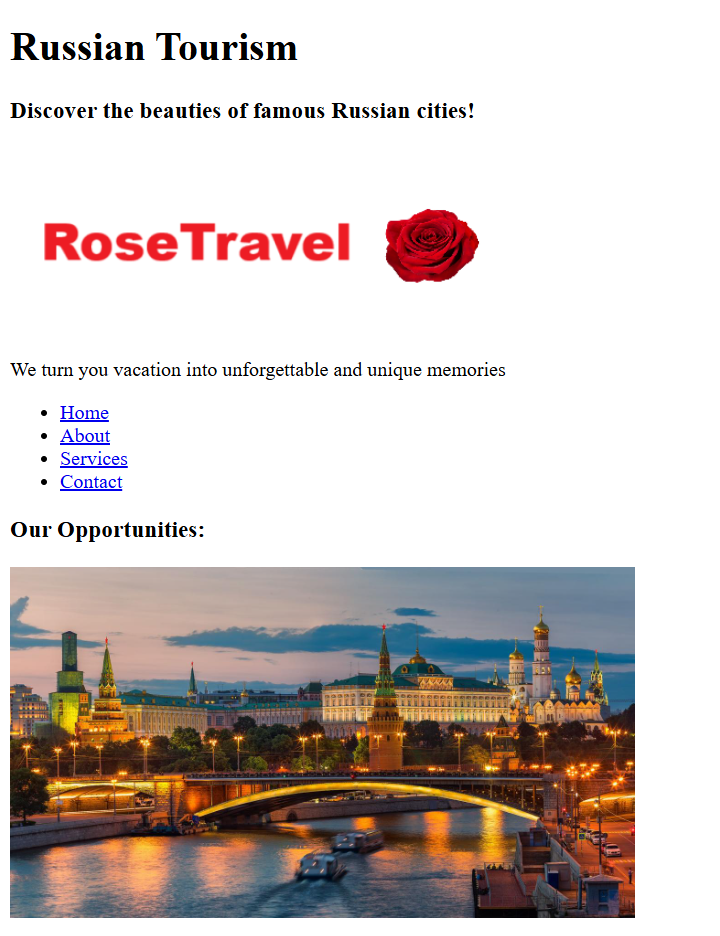 Russian Tourism
Discover the beauties of famous Russian cities!
RoseTravel
We turn you vacation into unforgettable and unique memories
Home
About
Services
Contact
Our Opportunities: